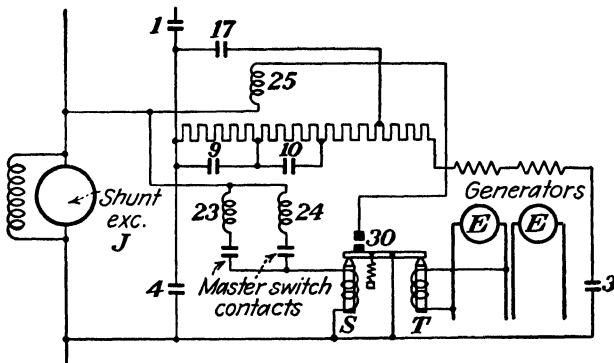 1
17
25
9
10
Shunt
exc.
J
23
24
30
Generators
E
E
4
Master switch
contacts
S
T
3